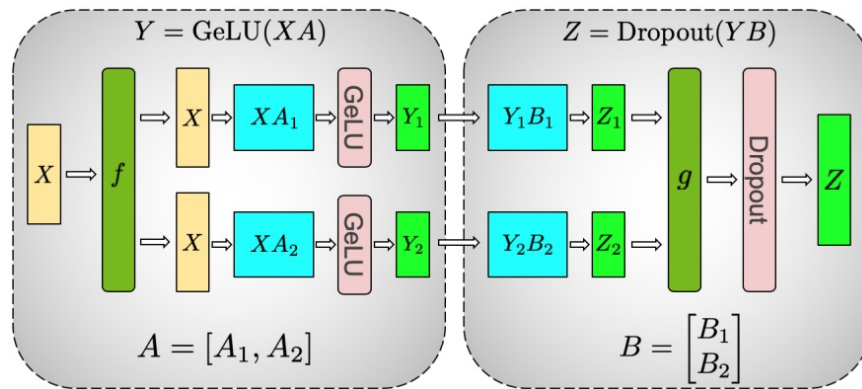 Y = GeLU(XA)
X
f
X
XA₁
GeLU
Y₁
X
XA₂
GeLU
Y₂
A = [A₁, A₂]
Z = Dropout(YB)
Y₁B₁
Z₁
Y₂B₂
Z₂
g
Dropout
Z
B = [B₁
B₂]